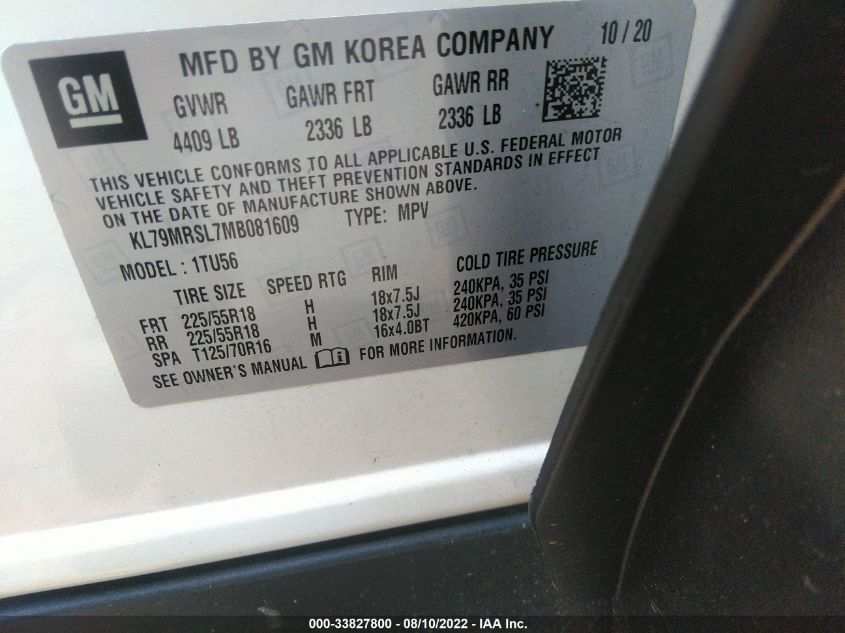 GM
MFD BY GM KOREA COMPANY 10 / 20
GVWR GAWR FRT GAWR RR
4409 LB 2336 LB 2336 LB
THIS VEHICLE CONFORMS TO ALL APPLICABLE U.S. FEDERAL MOTOR
VEHICLE SAFETY AND THEFT PREVENTION STANDARDS IN EFFECT
ON THE DATE OF MANUFACTURE SHOWN ABOVE.
KL79MRSL7MB081609 TYPE: MPV
MODEL : 1TU56
TIRE SIZE SPEED RTG RIM COLD TIRE PRESSURE
FRT 225/55R18 H 18x7.5J 240KPA, 35 PSI
RR 225/55R18 H 18x7.5J 240KPA, 35 PSI
SPA T125/70R16 M 16x4.0BT 420KPA, 60 PSI
SEE OWNER'S MANUAL FOR MORE INFORMATION.
000-33827800 - 08/10/2022 - IAA Inc.